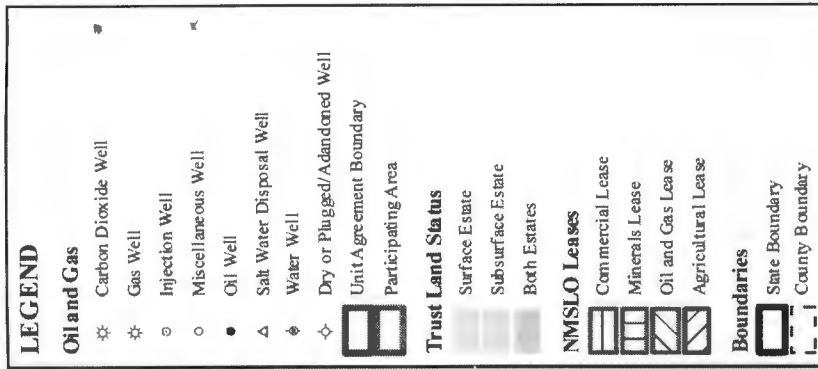 LEGEND
Oil and Gas
Carbon Dioxide Well
Gas Well
Injection Well
Miscellaneous Well
Oil Well
Salt Water Disposal Well
Water Well
Dry or Plugged/Adandoned Well
Unit Agreement Boundary
Participating Area
Trust Land Status
Surface Estate
Subsurface Estate
Both Estates
NMSLO Leases
Commercial Lease
Minerals Lease
Oil and Gas Lease
Agricultural Lease
Boundaries
State Boundary
County Boundary